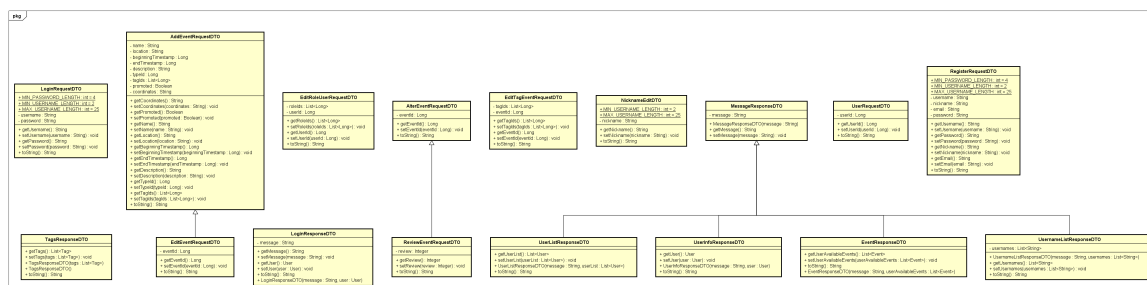 pkg
LoginRequestDTO
+ MIN_PASSWORD_LENGTH : int = 4
+ MIN_USERNAME_LENGTH : int = 2
+ MAX_USERNAME_LENGTH : int = 25
- username : String
- password : String
+ getUsername() : String
+ setUsername(username : String) : void
+ getPassword() : String
+ setPassword(password : String) : void
+ toString() : String
AddEventRequestDTO
- name : String
- location : String
- beginningTimestamp : Long
- endTimestamp : Long
- description : String
- typeId : Long
- tagIds : List<Long>
- promoted : Boolean
- coordinates : String
+ getCoordinates() : String
+ setCoordinates(coordinates : String) : void
+ getPromoted() : Boolean
+ setPromoted(promoted : Boolean) : void
+ getName() : String
+ setName(name : String) : void
+ getLocation() : String
+ setLocation(location : String) : void
+ getBeginningTimestamp() : Long
+ setBeginningTimestamp(beginningTimestamp : Long) : void
+ getEndTimestamp() : Long
+ setEndTimestamp(endTimestamp : Long) : void
+ getDescription() : String
+ setDescription(description : String) : void
+ getTypeId() : Long
+ setTypeId(typeId : Long) : void
+ getTagIds() : List<Long>
+ setTagIds(tagIds : List<Long>) : void
+ toString() : String
EditRoleUserRequestDTO
- roleIds : List<Long>
- userId : Long
+ getRoleIds() : List<Long>
+ setRoleIds(roleIds : List<Long>) : void
+ getUserId() : Long
+ setUserId(userId : Long) : void
+ toString() : String
AlterEventRequestDTO
- eventId : Long
+ getEventId() : Long
+ setEventId(eventId : Long) : void
+ toString() : String
EditTagEventRequestDTO
- tagIds : List<Long>
- eventId : Long
+ getTagIds() : List<Long>
+ setTagIds(tagIds : List<Long>) : void
+ getEventId() : Long
+ setEventId(eventId : Long) : void
+ toString() : String
NicknameEditDTO
+ MIN_USERNAME_LENGTH : int = 2
+ MAX_USERNAME_LENGTH : int = 25
- nickname : String
+ getNickname() : String
+ setNickname(nickname : String) : void
+ toString() : String
MessageResponseDTO
- message : String
+ MessageResponseDTO(message : String)
+ getMessage() : String
+ setMessage(message : String) : void
UserRequestDTO
- userId : Long
+ getUserId() : Long
+ setUserId(userId : Long) : void
+ toString() : String
RegisterRequestDTO
+ MIN_PASSWORD_LENGTH : int = 4
+ MIN_USERNAME_LENGTH : int = 2
+ MAX_USERNAME_LENGTH : int = 25
- username : String
- nickname : String
- email : String
- password : String
+ getUsername() : String
+ setUsername(username : String) : void
+ getPassword() : String
+ setPassword(password : String) : void
+ getNickname() : String
+ setNickname(nickname : String) : void
+ getEmail() : String
+ setEmail(email : String) : void
+ toString() : String
TagsResponseDTO
+ getTags() : List<Tag>
+ setTags(tags : List<Tag>) : void
+ TagsResponseDTO(tags : List<Tag>)
+ TagsResponseDTO()
+ toString() : String
EditEventRequestDTO
- eventId : Long
+ getEventId() : Long
+ setEventId(eventId : Long) : void
+ toString() : String
LoginResponseDTO
- message : String
+ getMessage() : String
+ setMessage(message : String) : void
+ getUser() : User
+ setUser(user : User) : void
+ toString() : String
+ LoginResponseDTO(message : String, user : User)
ReviewEventRequestDTO
- review : Integer
+ getReview() : Integer
+ setReview(review : Integer) : void
+ toString() : String
UserListResponseDTO
+ getUserList() : List<User>
+ setUserList(userList : List<User>) : void
+ UserListResponseDTO(message : String, userList : List<User>)
+ toString() : String
UserInfoResponseDTO
+ getUser() : User
+ setUser(user : User) : void
+ UserInfoResponseDTO(message : String, user : User)
+ toString() : String
EventResponseDTO
+ getUserAvailableEvents() : List<Event>
+ setUserAvailableEvents(userAvailableEvents : List<Event>) : void
+ toString() : String
+ EventResponseDTO(message : String, userAvailableEvents : List<Event>)
UsernameListResponseDTO
- usernames : List<String>
+ UsernameListResponseDTO(message : String, usernames : List<String>)
+ getUsernames() : List<String>
+ setUsernames(usernames : List<String>) : void
+ toString() : String